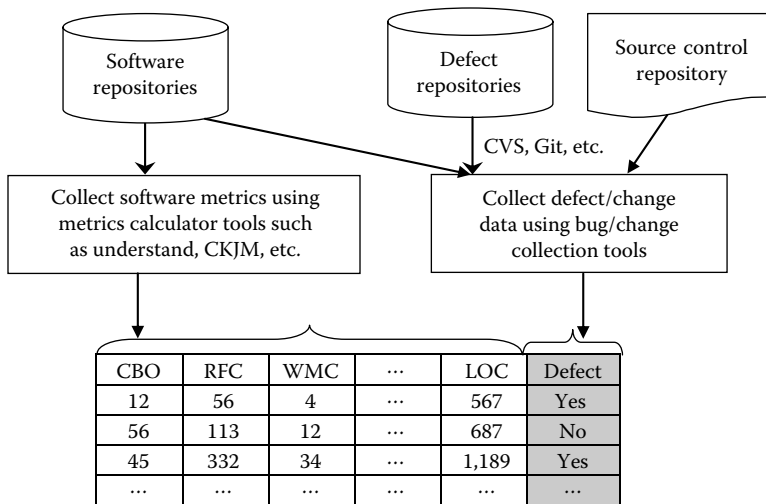 Software
repositories
Defect
repositories
Source control
repository
CVS, Git, etc.
Collect software metrics using
metrics calculator tools such
as understand, CKJM, etc.
Collect defect/change
data using bug/change
collection tools
CBO RFC WMC ... LOC Defect
12 56 4 ... 567 Yes
56 113 12 ... 687 No
45 332 34 ... 1,189 Yes
... ... ... ... ... ...